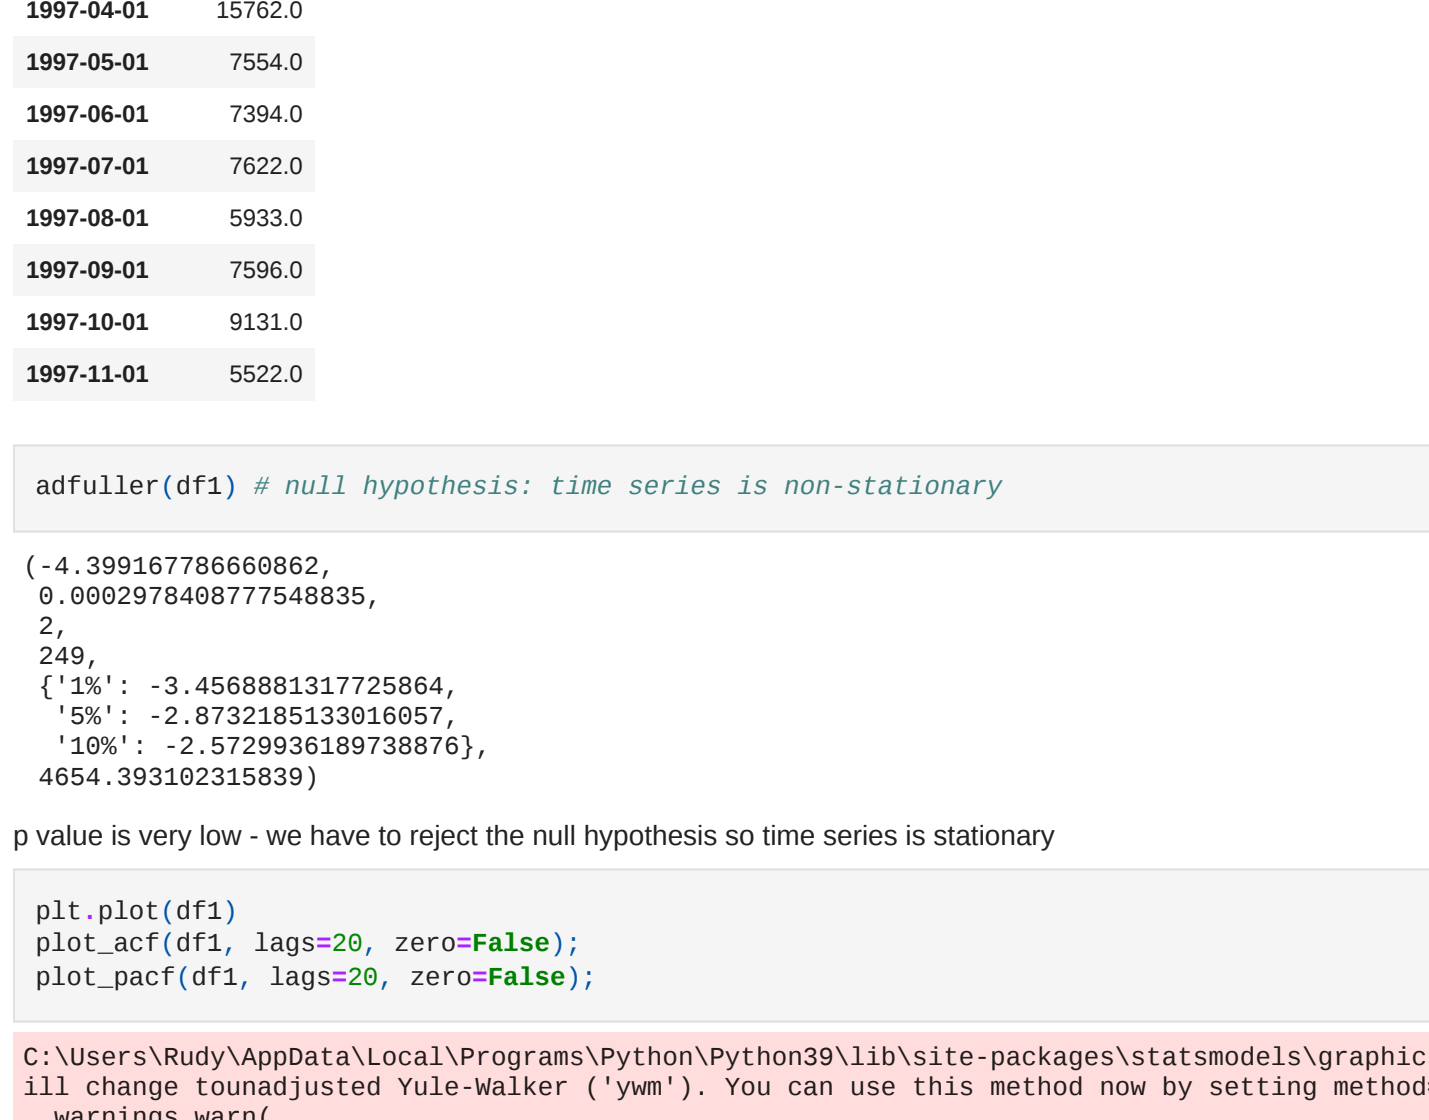 1997-04-01 15762.0
1997-05-01 7554.0
1997-06-01 7394.0
1997-07-01 7622.0
1997-08-01 5933.0
1997-09-01 7596.0
1997-10-01 9131.0
1997-11-01 5522.0
adfuller(df1) # null hypothesis: time series is non-stationary
(-4.399167786660862,
0.0002978408777548835,
2,
249,
{'1%': -3.4568881317725864,
'5%': -2.8732185133016057,
'10%': -2.5729936189738876},
4654.393102315839)
p value is very low - we have to reject the null hypothesis so time series is stationary
plt.plot(df1)
plot_acf(df1, lags=20, zero=False);
plot_pacf(df1, lags=20, zero=False);
C:\Users\Rudy\AppData\Local\Programs\Python\Python39\lib\site-packages\statsmodels\graphic
ill change tounadjusted Yule-Walker ('ywm'). You can use this method now by setting method
warnings.warn(